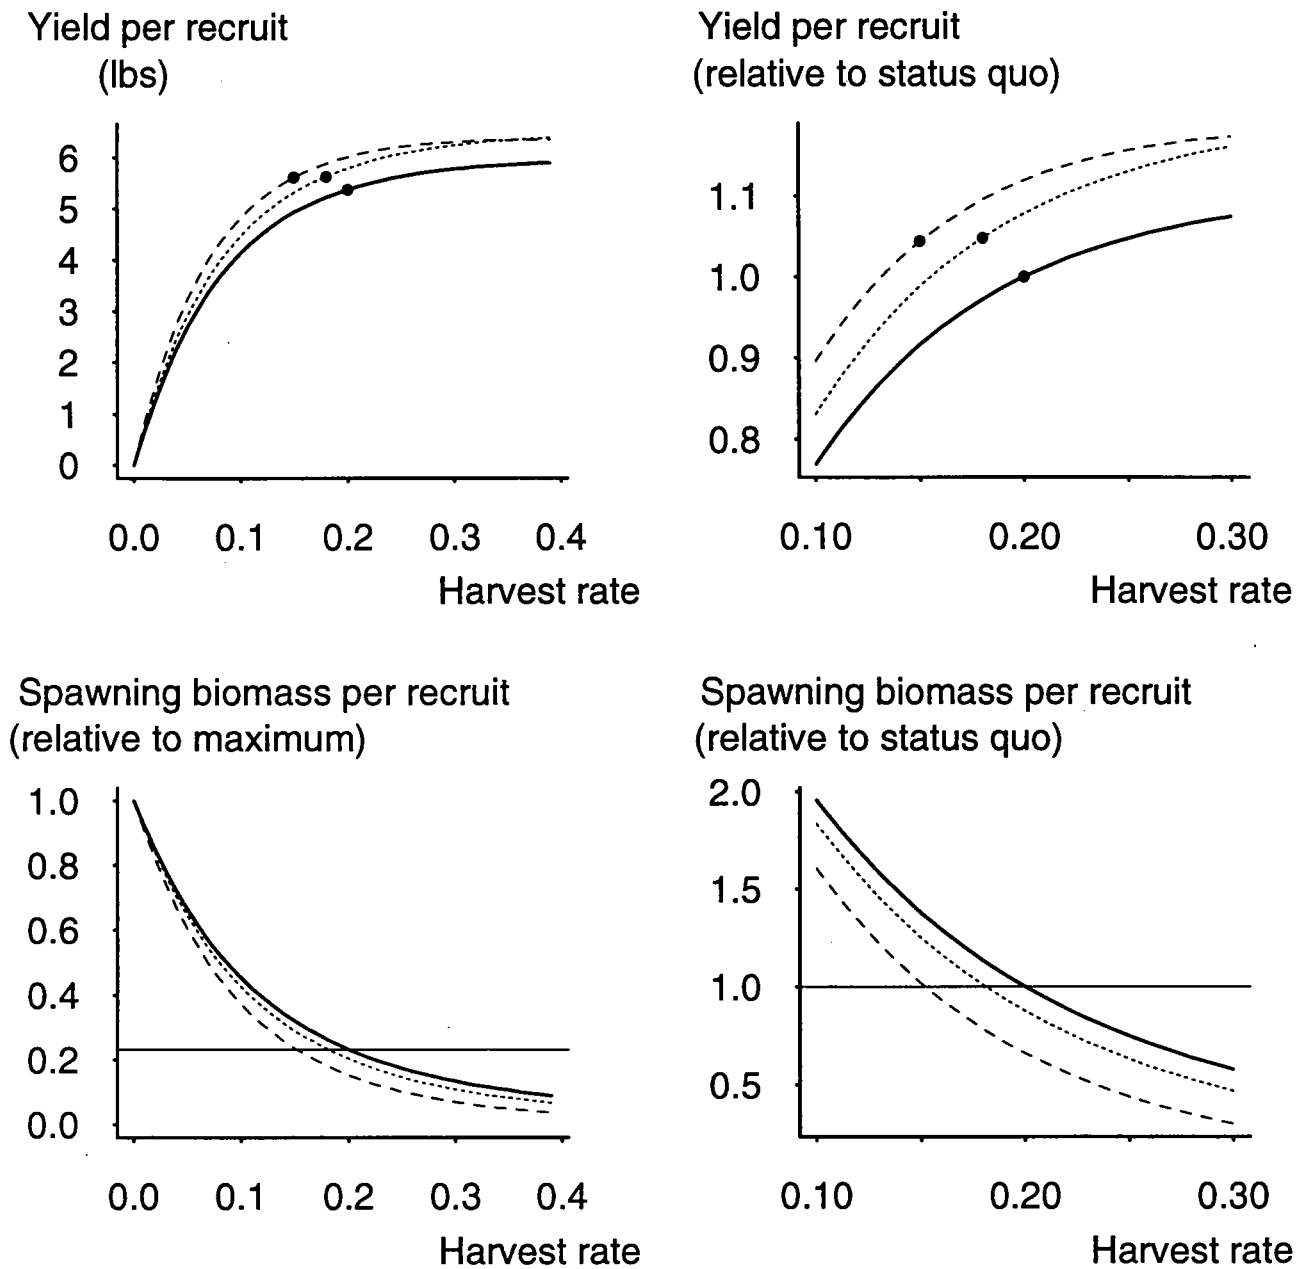 Yield per recruit
(lbs)
6
5
4
3
2
1
0
0.0 0.1 0.2 0.3 0.4
Harvest rate
Yield per recruit
(relative to status quo)
1.1
1.0
0.9
0.8
0.10 0.20 0.30
Harvest rate
Spawning biomass per recruit
(relative to maximum)
1.0
0.8
0.6
0.4
0.2
0.0
0.0 0.1 0.2 0.3 0.4
Harvest rate
Spawning biomass per recruit
(relative to status quo)
2.0
1.5
1.0
0.5
0.10 0.20 0.30
Harvest rate